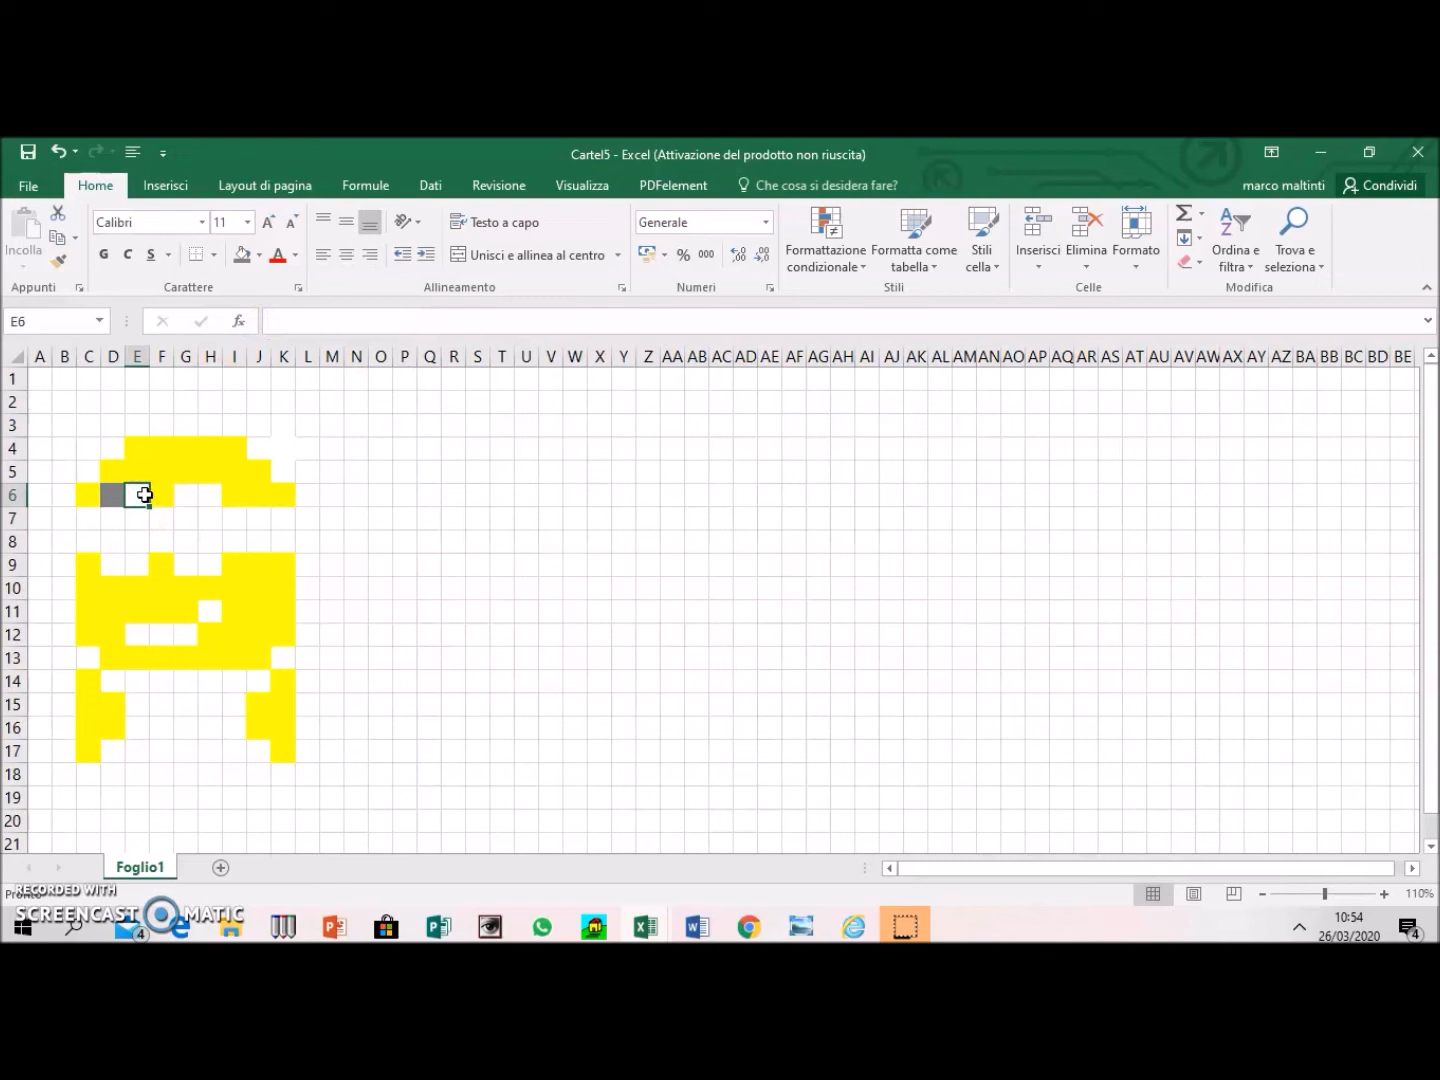 Cartel5 - Excel (Attivazione del prodotto non riuscita)
File Home Inserisci Layout di pagina Formule Dati Revisione Visualizza PDFelement Che cosa si desidera fare? marco maltinti Condividi
Incolla
Calibri 11
Testo a capo
Generale
G C S A
Unisci e allinea al centro
% 000
Formattazione condizionale
Formatta come tabella
Stili cella
Inserisci Elimina Formato
Ordina e filtra
Trova e seleziona
Appunti Carattere Allineamento Numeri Stili Celle Modifica
E6 fx
A B C D E F G H I J K L M N O P Q R S T U V W X Y Z AA AB AC AD AE AF AG AH AI AJ AK AL AM AN AO AP AQ AR AS AT AU AV AW AX AY AZ BA BB BC BD BE
1
2
3
4
5
6
7
8
9
10
11
12
13
14
15
16
17
18
19
20
21
Foglio1
110%
RECORDED WITH
SCREENCAST MATIC
4
10:54
26/03/2020
4